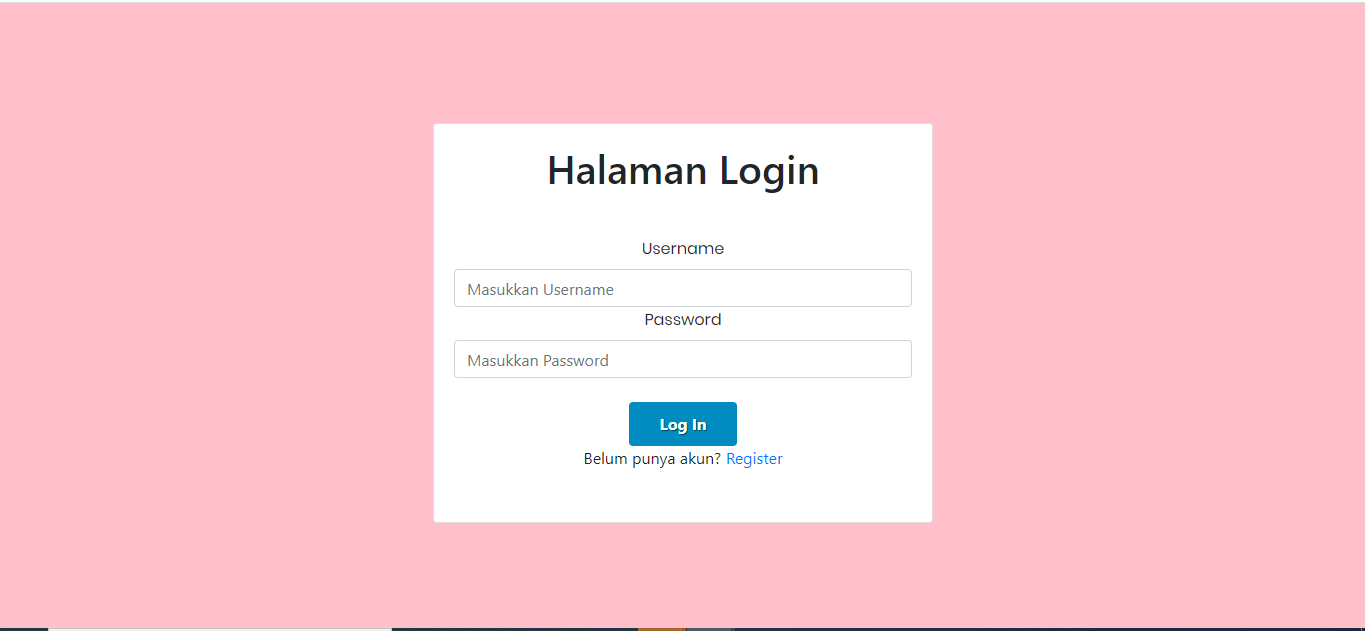 Halaman Login
Username
Masukkan Username
Password
Masukkan Password
Log In
Belum punya akun? Register